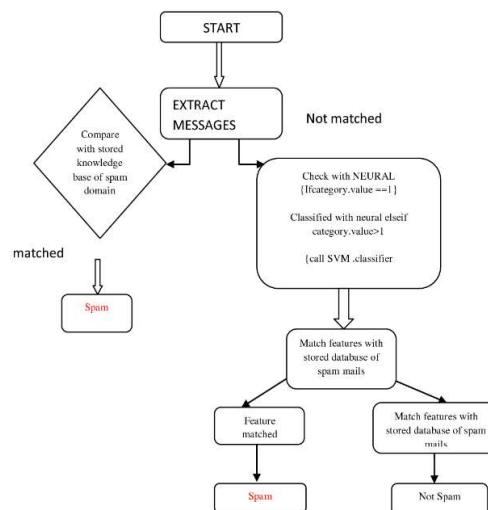 START
EXTRACT
MESSAGES
Not matched
Compare
with stored
knowledge
base of spam
domain
Check with NEURAL
{Ifcategory.value ==1}
Classified with neural elseif
category.value>1
{call SVM .classifier
matched
Spam
Match features with
stored database of
spam mails
Feature
matched
Match features with
stored database of spam
mails
Spam
Not Spam